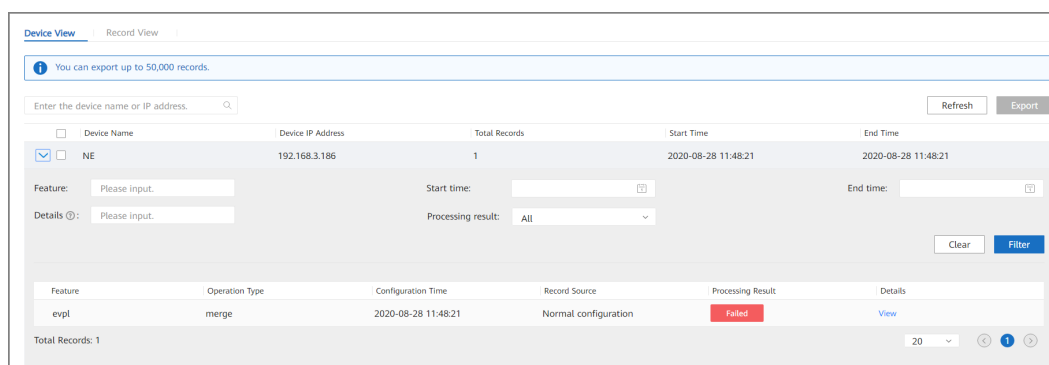 Device View Record View
You can export up to 50,000 records.
Enter the device name or IP address. Refresh Export
Device Name Device IP Address Total Records Start Time End Time
NE 192.168.3.186 1 2020-08-28 11:48:21 2020-08-28 11:48:21
Feature: Please input. Start time: End time:
Details ?: Please input. Processing result: All
Clear Filter
Feature Operation Type Configuration Time Record Source Processing Result Details
evpl merge 2020-08-28 11:48:21 Normal configuration Failed View
Total Records: 1 20 < 1 >